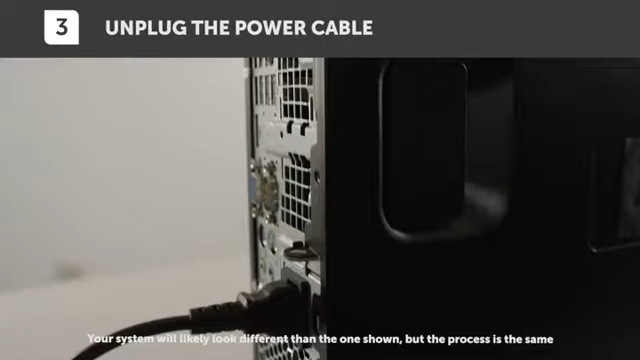 3
UNPLUG THE POWER CABLE
Your system will likely look different than the one shown, but the process is the same